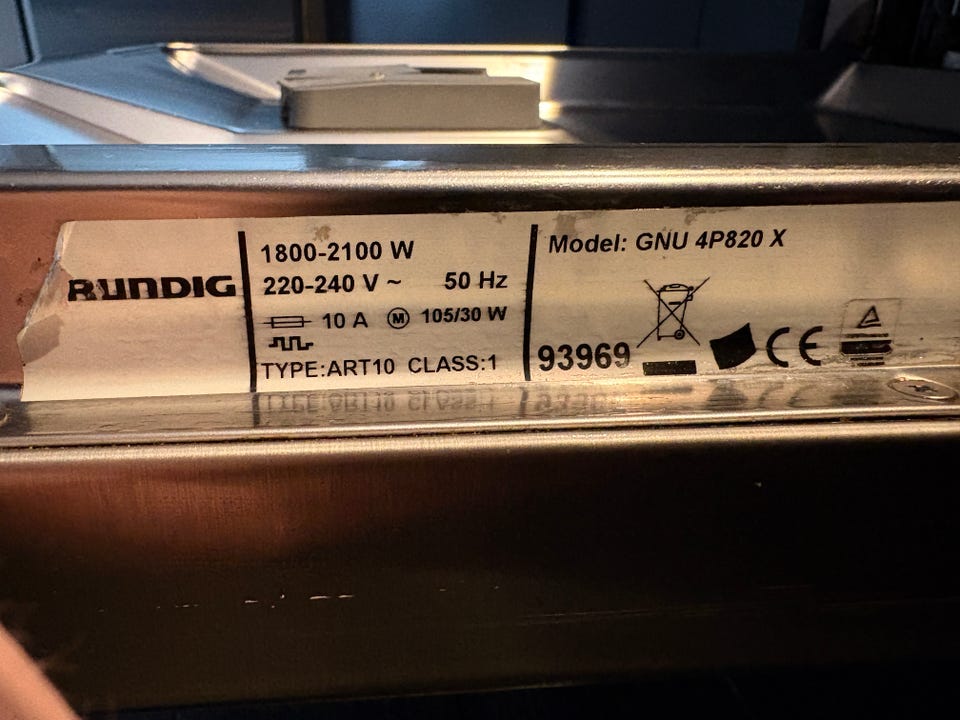 RUNDIG
1800-2100 W
220-240 V ~ 50 Hz
10 A M 105/30 W
TYPE:ART10 CLASS:1
Model: GNU 4P820 X
93969
CE